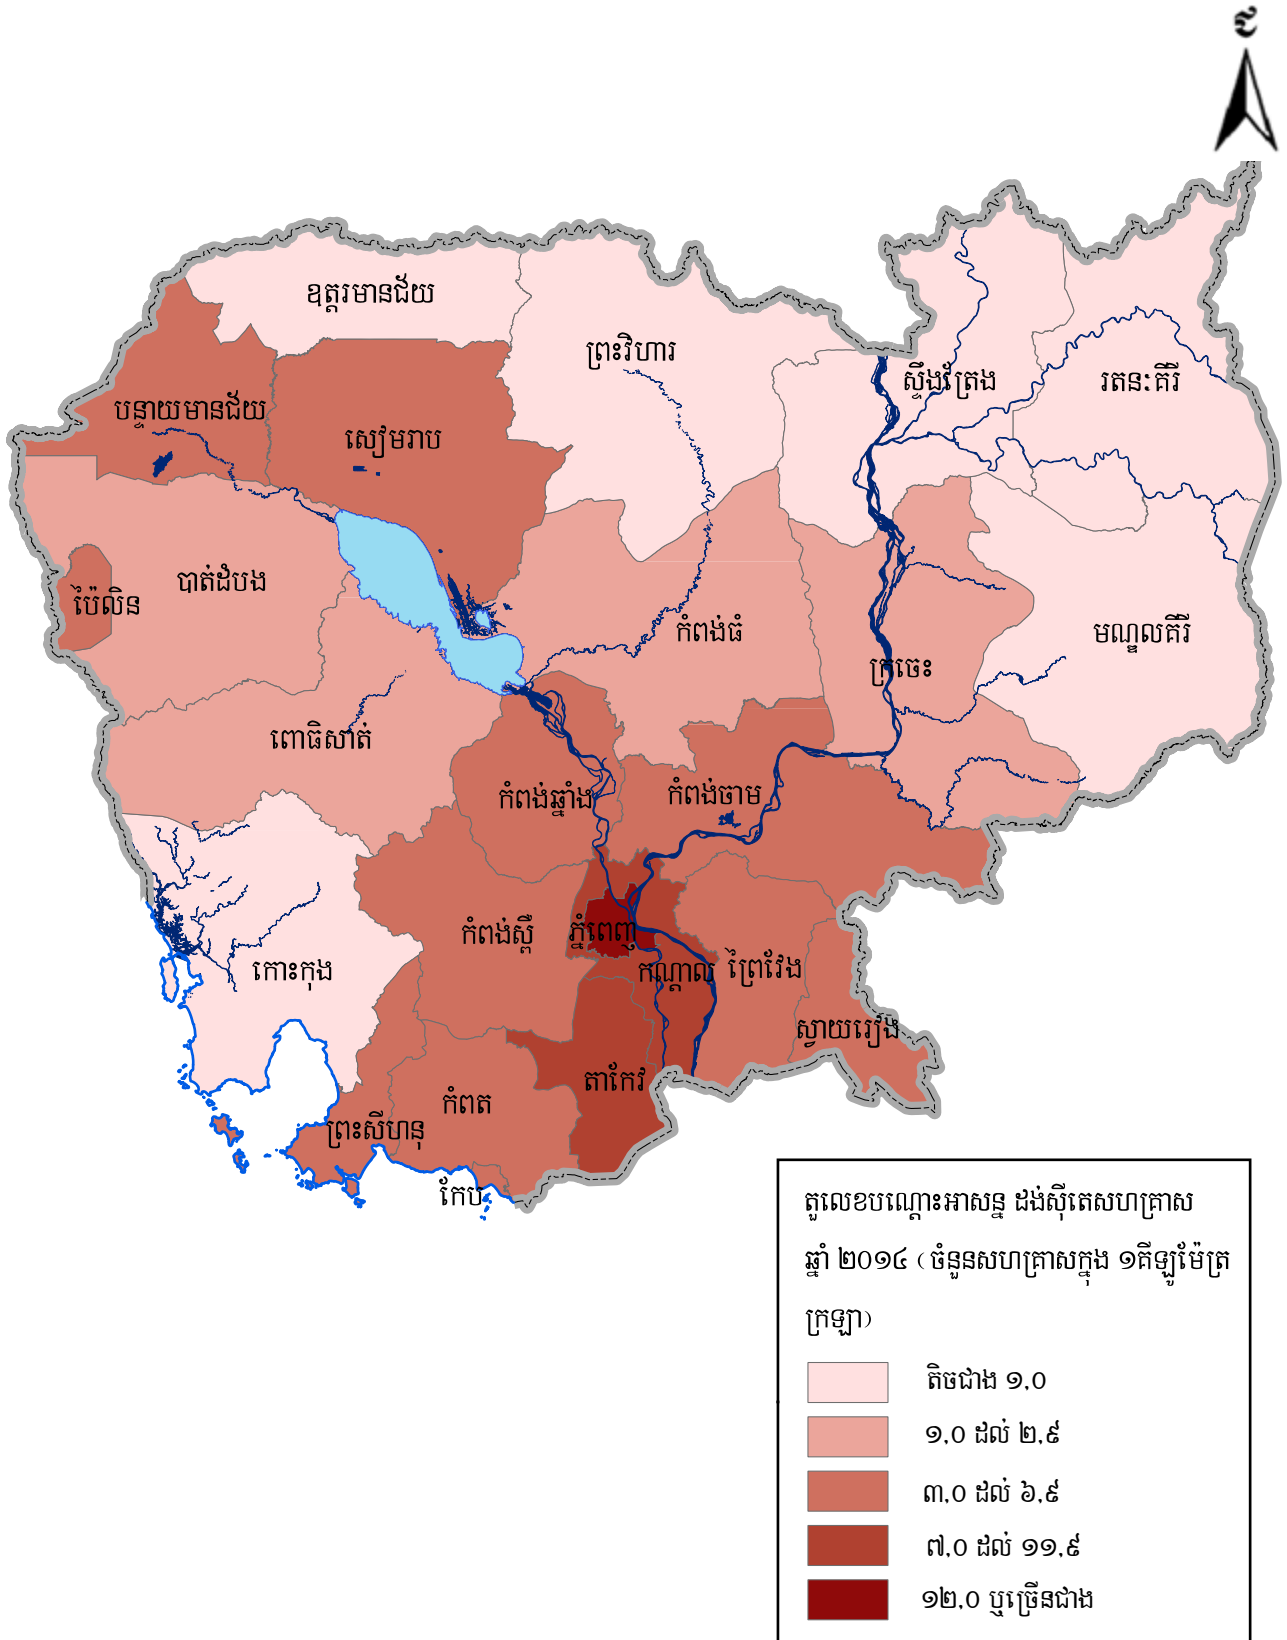 ជ
ឧត្តរមានជ័យ
ព្រះវិហារ
ស្ទឹងត្រែង
រតនៈគីរី
បន្ទាយមានជ័យ
សៀមរាប
បាត់ដំបង
ប៉ៃលិន
កំពង់ធំ
មណ្ឌលគីរី
ក្រចេះ
ពោធិសាត់
កំពង់ឆ្នាំង
កំពង់ចាម
កំពង់ស្ពឺ
ភ្នំពេញ
កោះកុង
កណ្តាល
ព្រៃវែង
ស្វាយរៀង
តាកែវ
កំពត
ព្រះសីហនុ
កែប
តួលេខបណ្តោះអាសន្ន ដង់ស៊ីតេសហគ្រាស
ឆ្នាំ ២០១៤ (ចំនួនសហគ្រាសក្នុង ១គីឡូម៉ែត្រ
ក្រឡា)
តិចជាង ១,០
១,០ ដល់ ២,៩
៣,០ ដល់ ៦,៩
៧,០ ដល់ ១១,៩
១២,០ ឬច្រើនជាង